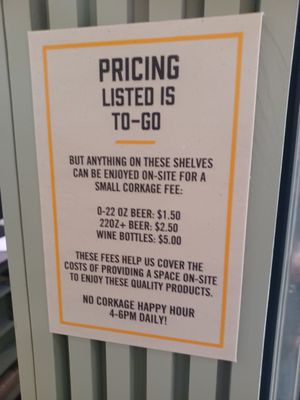 PRICING
LISTED IS
TO-GO
BUT ANYTHING ON THESE SHELVES
CAN BE ENJOYED ON-SITE FOR A
SMALL CORKAGE FEE:
0-22 OZ BEER: $1.50
22OZ+ BEER: $2.50
WINE BOTTLES: $5.00
THESE FEES HELP US COVER THE
COSTS OF PROVIDING A SPACE ON-SITE
TO ENJOY THESE QUALITY PRODUCTS.
NO CORKAGE HAPPY HOUR
4-6PM DAILY!